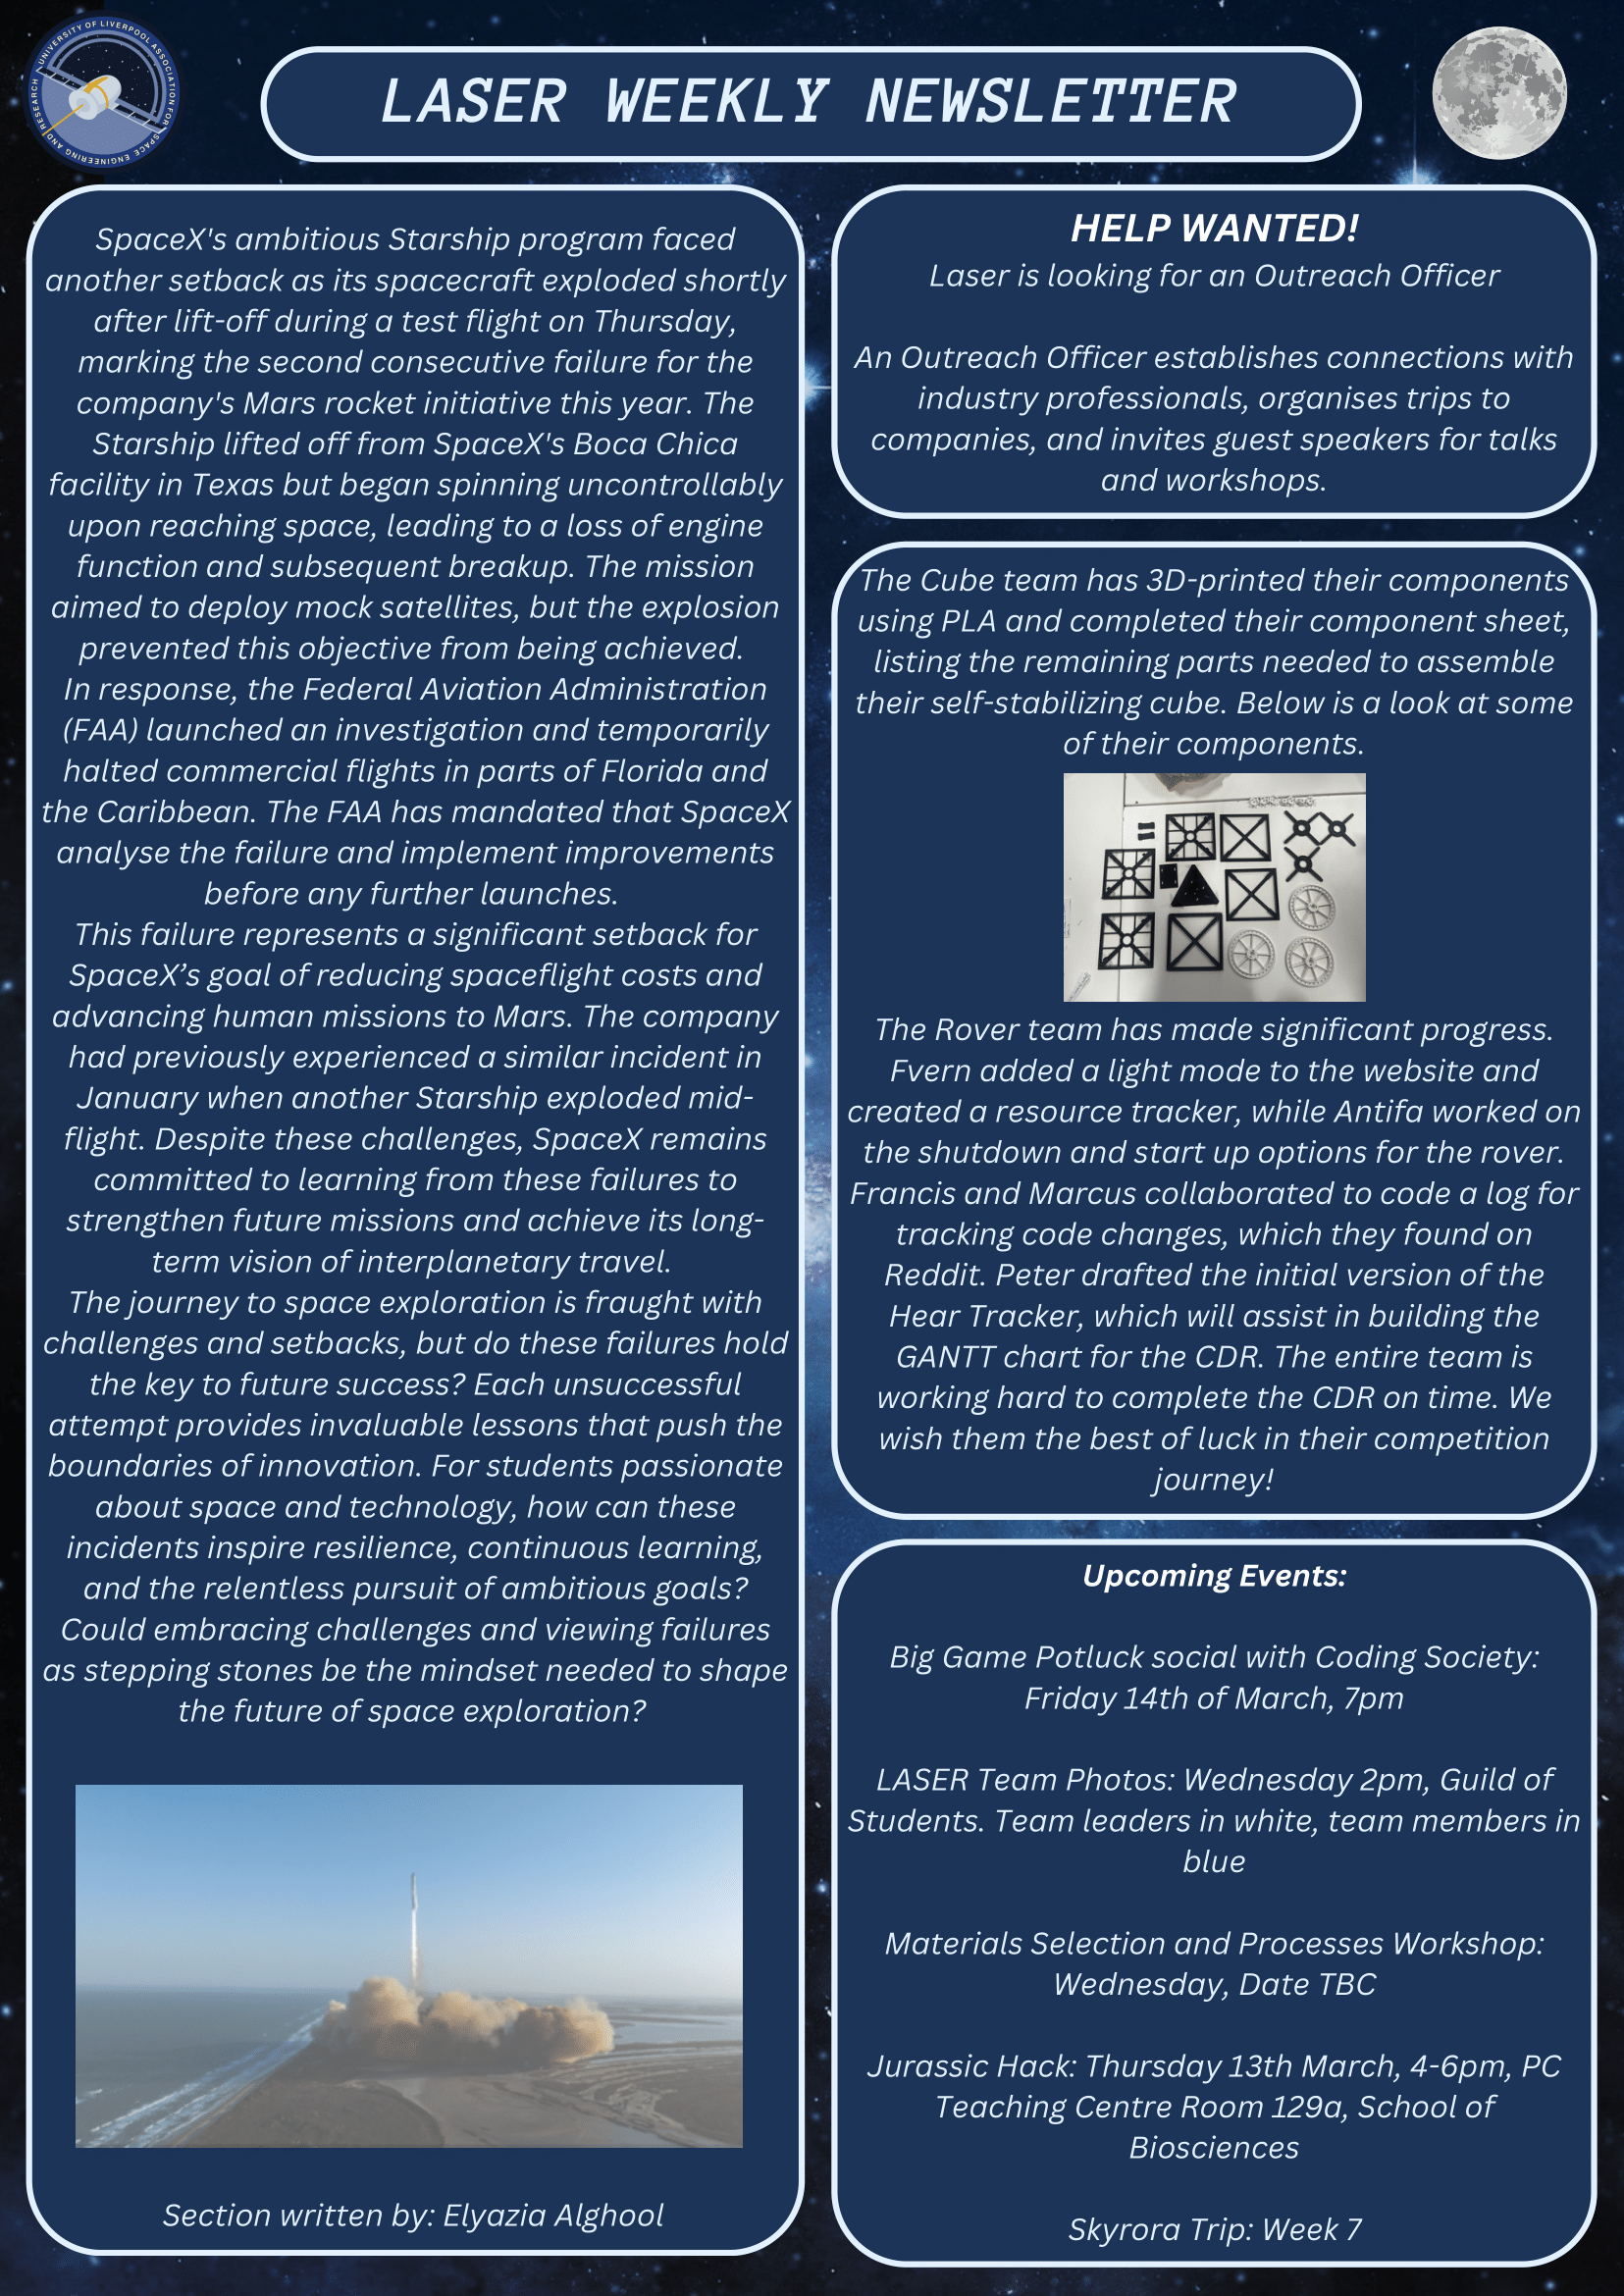 UNIVERSITY OF LIVERPOOL ASSOCIATION FOR SPACE ENGINEERING AND RESEARCH
LASER WEEKLY NEWSLETTER
SpaceX's ambitious Starship program faced
another setback as its spacecraft exploded shortly
after lift-off during a test flight on Thursday,
marking the second consecutive failure for the
company's Mars rocket initiative this year. The
Starship lifted off from SpaceX's Boca Chica
facility in Texas but began spinning uncontrollably
upon reaching space, leading to a loss of engine
function and subsequent breakup. The mission
aimed to deploy mock satellites, but the explosion
prevented this objective from being achieved.
In response, the Federal Aviation Administration
(FAA) launched an investigation and temporarily
halted commercial flights in parts of Florida and
the Caribbean. The FAA has mandated that SpaceX
analyse the failure and implement improvements
before any further launches.
This failure represents a significant setback for
SpaceX’s goal of reducing spaceflight costs and
advancing human missions to Mars. The company
had previously experienced a similar incident in
January when another Starship exploded mid-
flight. Despite these challenges, SpaceX remains
committed to learning from these failures to
strengthen future missions and achieve its long-
term vision of interplanetary travel.
The journey to space exploration is fraught with
challenges and setbacks, but do these failures hold
the key to future success? Each unsuccessful
attempt provides invaluable lessons that push the
boundaries of innovation. For students passionate
about space and technology, how can these
incidents inspire resilience, continuous learning,
and the relentless pursuit of ambitious goals?
Could embracing challenges and viewing failures
as stepping stones be the mindset needed to shape
the future of space exploration?
Section written by: Elyazia Alghool
HELP WANTED!
Laser is looking for an Outreach Officer
An Outreach Officer establishes connections with
industry professionals, organises trips to
companies, and invites guest speakers for talks
and workshops.
The Cube team has 3D-printed their components
using PLA and completed their component sheet,
listing the remaining parts needed to assemble
their self-stabilizing cube. Below is a look at some
of their components.
The Rover team has made significant progress.
Fvern added a light mode to the website and
created a resource tracker, while Antifa worked on
the shutdown and start up options for the rover.
Francis and Marcus collaborated to code a log for
tracking code changes, which they found on
Reddit. Peter drafted the initial version of the
Hear Tracker, which will assist in building the
GANTT chart for the CDR. The entire team is
working hard to complete the CDR on time. We
wish them the best of luck in their competition
journey!
Upcoming Events:
Big Game Potluck social with Coding Society:
Friday 14th of March, 7pm
LASER Team Photos: Wednesday 2pm, Guild of
Students. Team leaders in white, team members in
blue
Materials Selection and Processes Workshop:
Wednesday, Date TBC
Jurassic Hack: Thursday 13th March, 4-6pm, PC
Teaching Centre Room 129a, School of
Biosciences
Skyrora Trip: Week 7